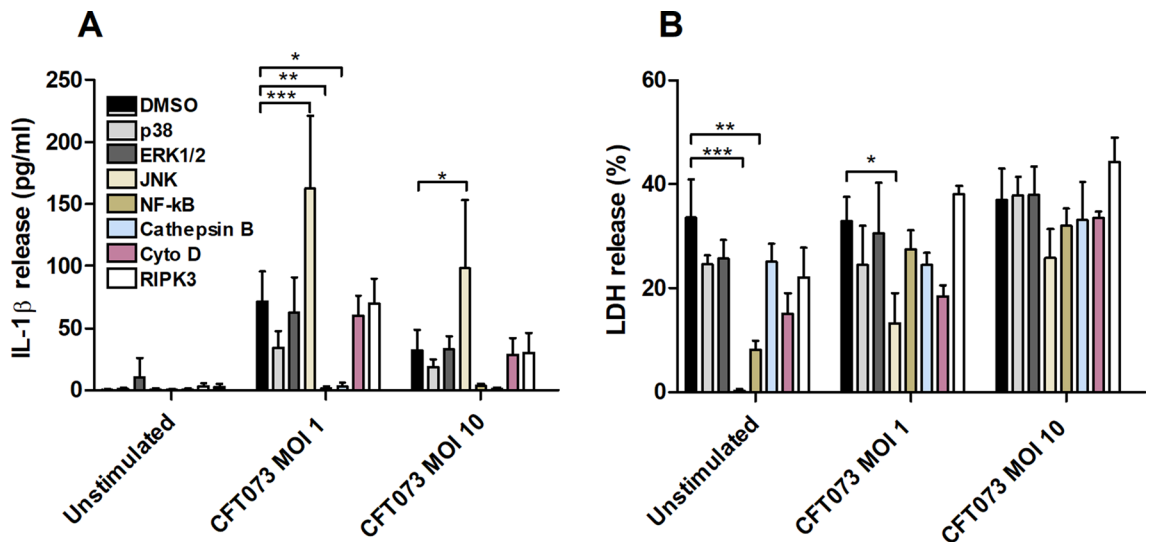 A
IL-1β release (pg/ml)
250
200
150
100
50
0
DMSO
p38
ERK1/2
JNK
NF-kB
Cathepsin B
Cyto D
RIPK3
*
**
***
*
Unstimulated
CFT073 MOI 1
CFT073 MOI 10
B
LDH release (%)
60
40
20
0
**
***
*
Unstimulated
CFT073 MOI 1
CFT073 MOI 10